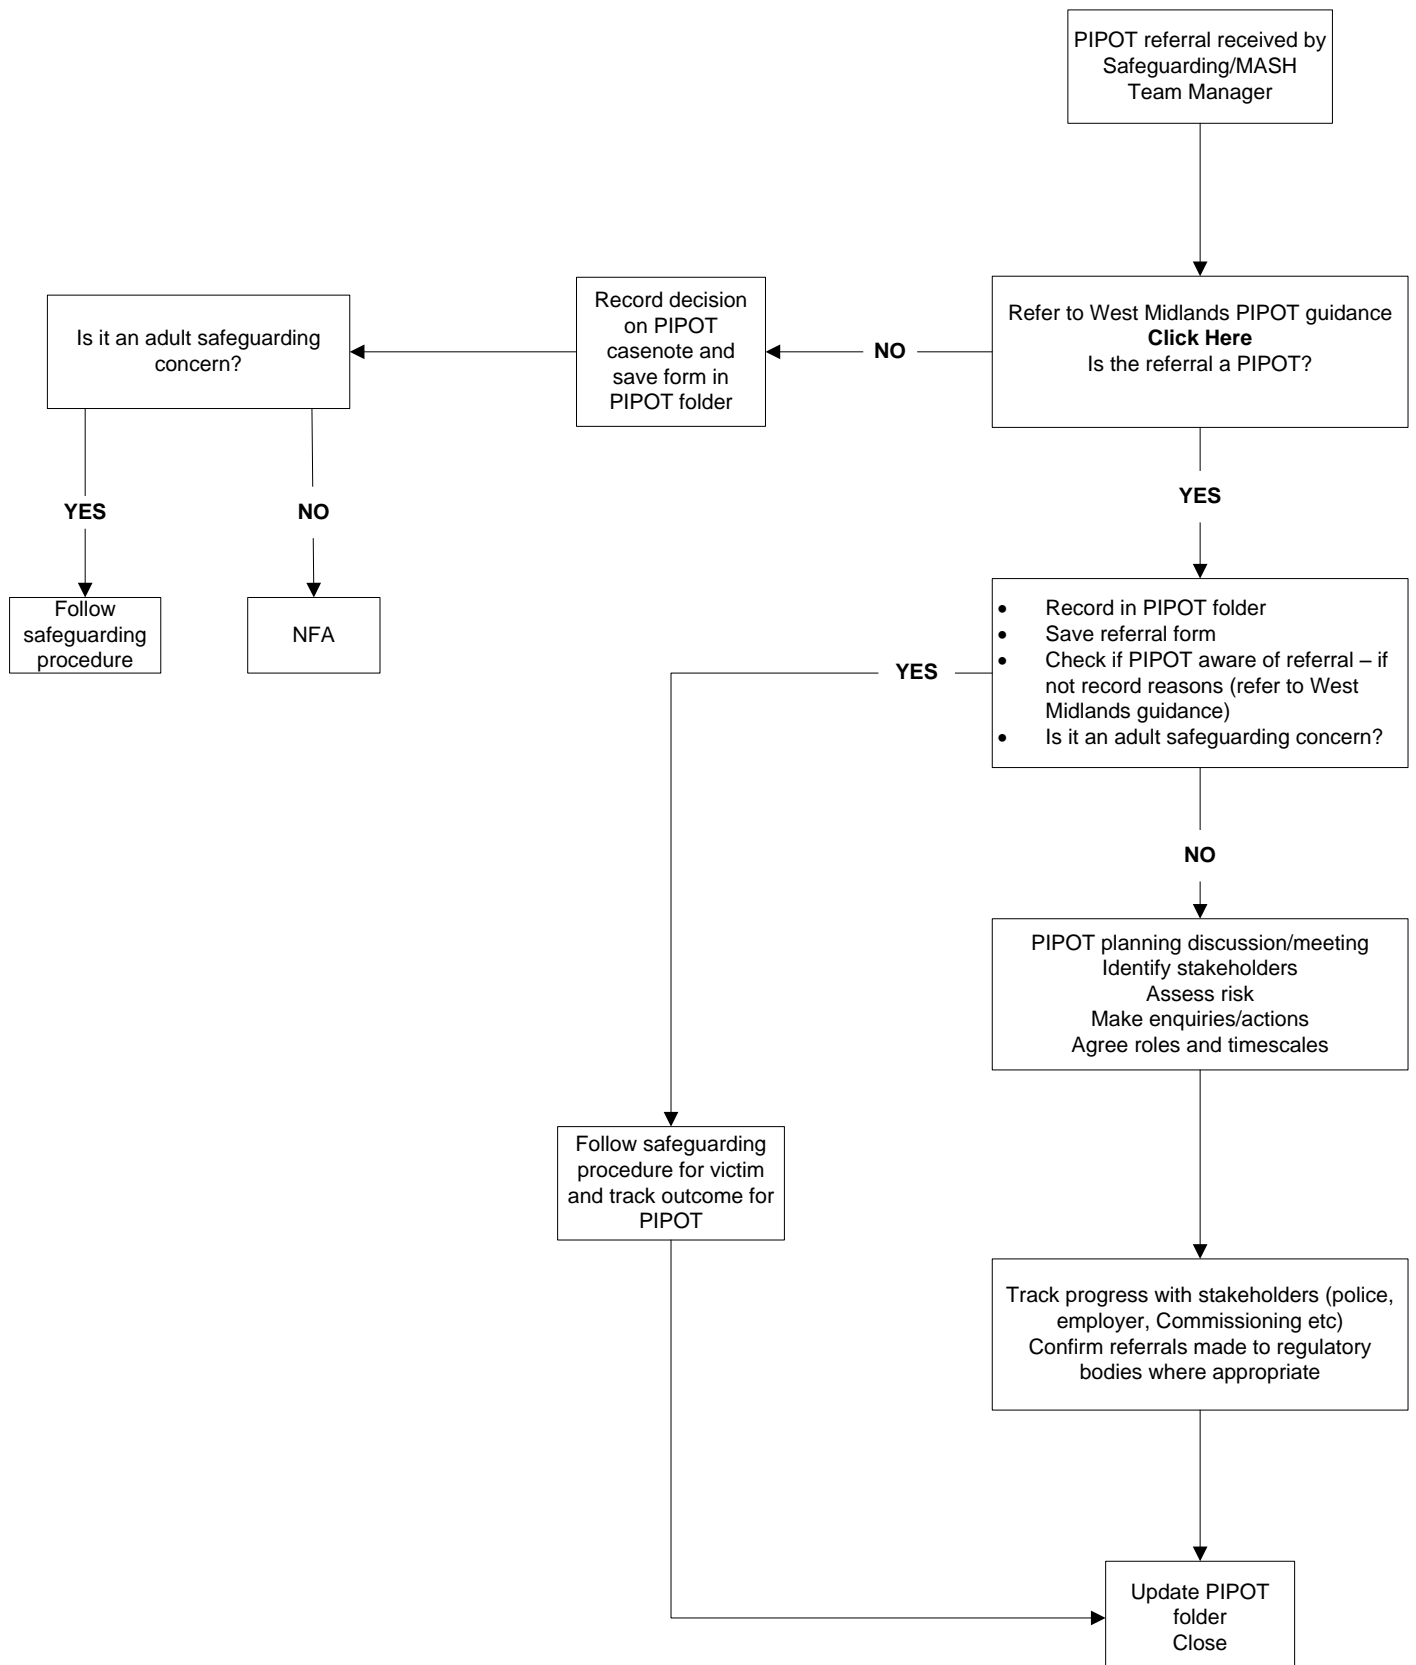 PIPOT referral received by
Safeguarding/MASH
Team Manager
Refer to West Midlands PIPOT guidance
Click Here
Is the referral a PIPOT?
NO
Record decision
on PIPOT
casenote and
save form in
PIPOT folder
Is it an adult safeguarding
concern?
YES
NO
Follow
safeguarding
procedure
NFA
YES
• Record in PIPOT folder
• Save referral form
• Check if PIPOT aware of referral – if
not record reasons (refer to West
Midlands guidance)
• Is it an adult safeguarding concern?
YES
NO
PIPOT planning discussion/meeting
Identify stakeholders
Assess risk
Make enquiries/actions
Agree roles and timescales
Follow safeguarding
procedure for victim
and track outcome for
PIPOT
Track progress with stakeholders (police,
employer, Commissioning etc)
Confirm referrals made to regulatory
bodies where appropriate
Update PIPOT
folder
Close